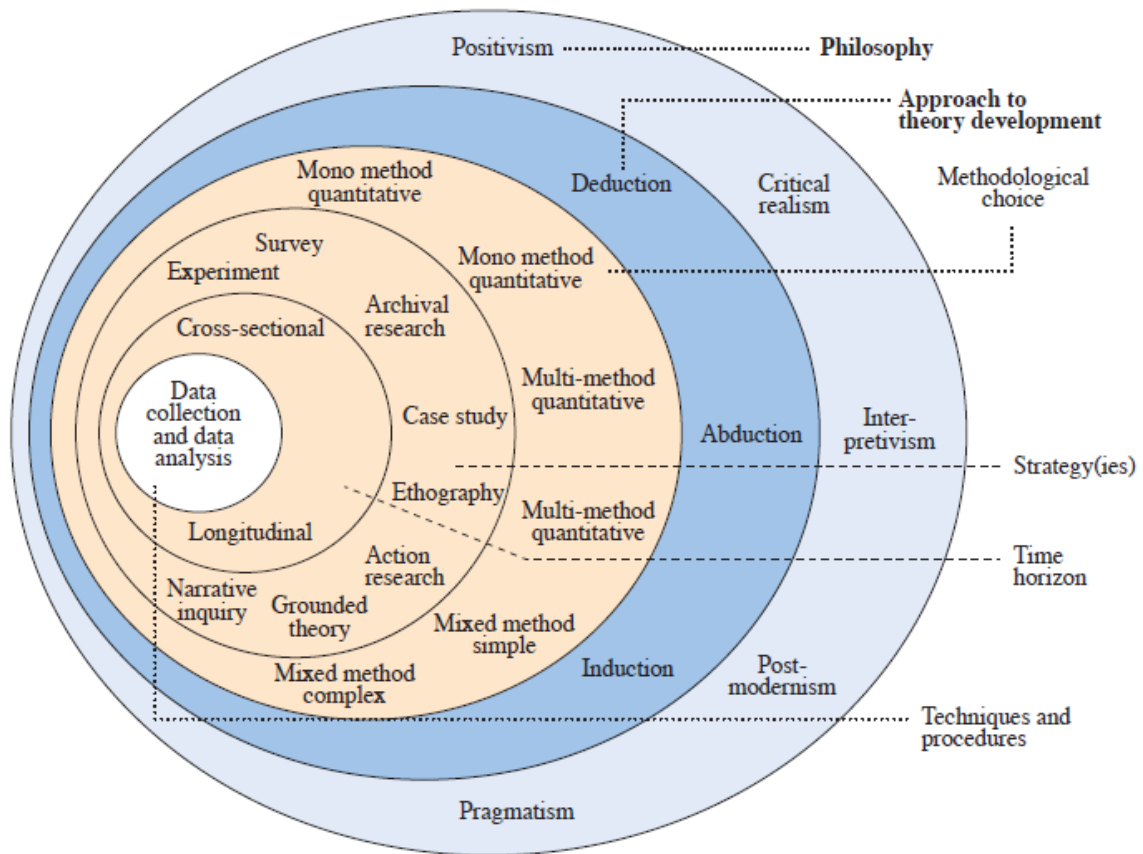 Positivism
Philosophy
Approach to
theory development
Mono method
quantitative
Deduction
Critical
realism
Methodological
choice
Survey
Experiment
Mono method
quantitative
Archival
research
Cross-sectional
Data
collection
and data
analysis
Multi-method
quantitative
Case study
Abduction
Inter-
pretivism
Strategy(ies)
Ethography
Multi-method
quantitative
Longitudinal
Time
horizon
Action
research
Narrative
inquiry
Grounded
theory
Mixed method
simple
Mixed method
complex
Induction
Post-
modernism
Techniques and
procedures
Pragmatism